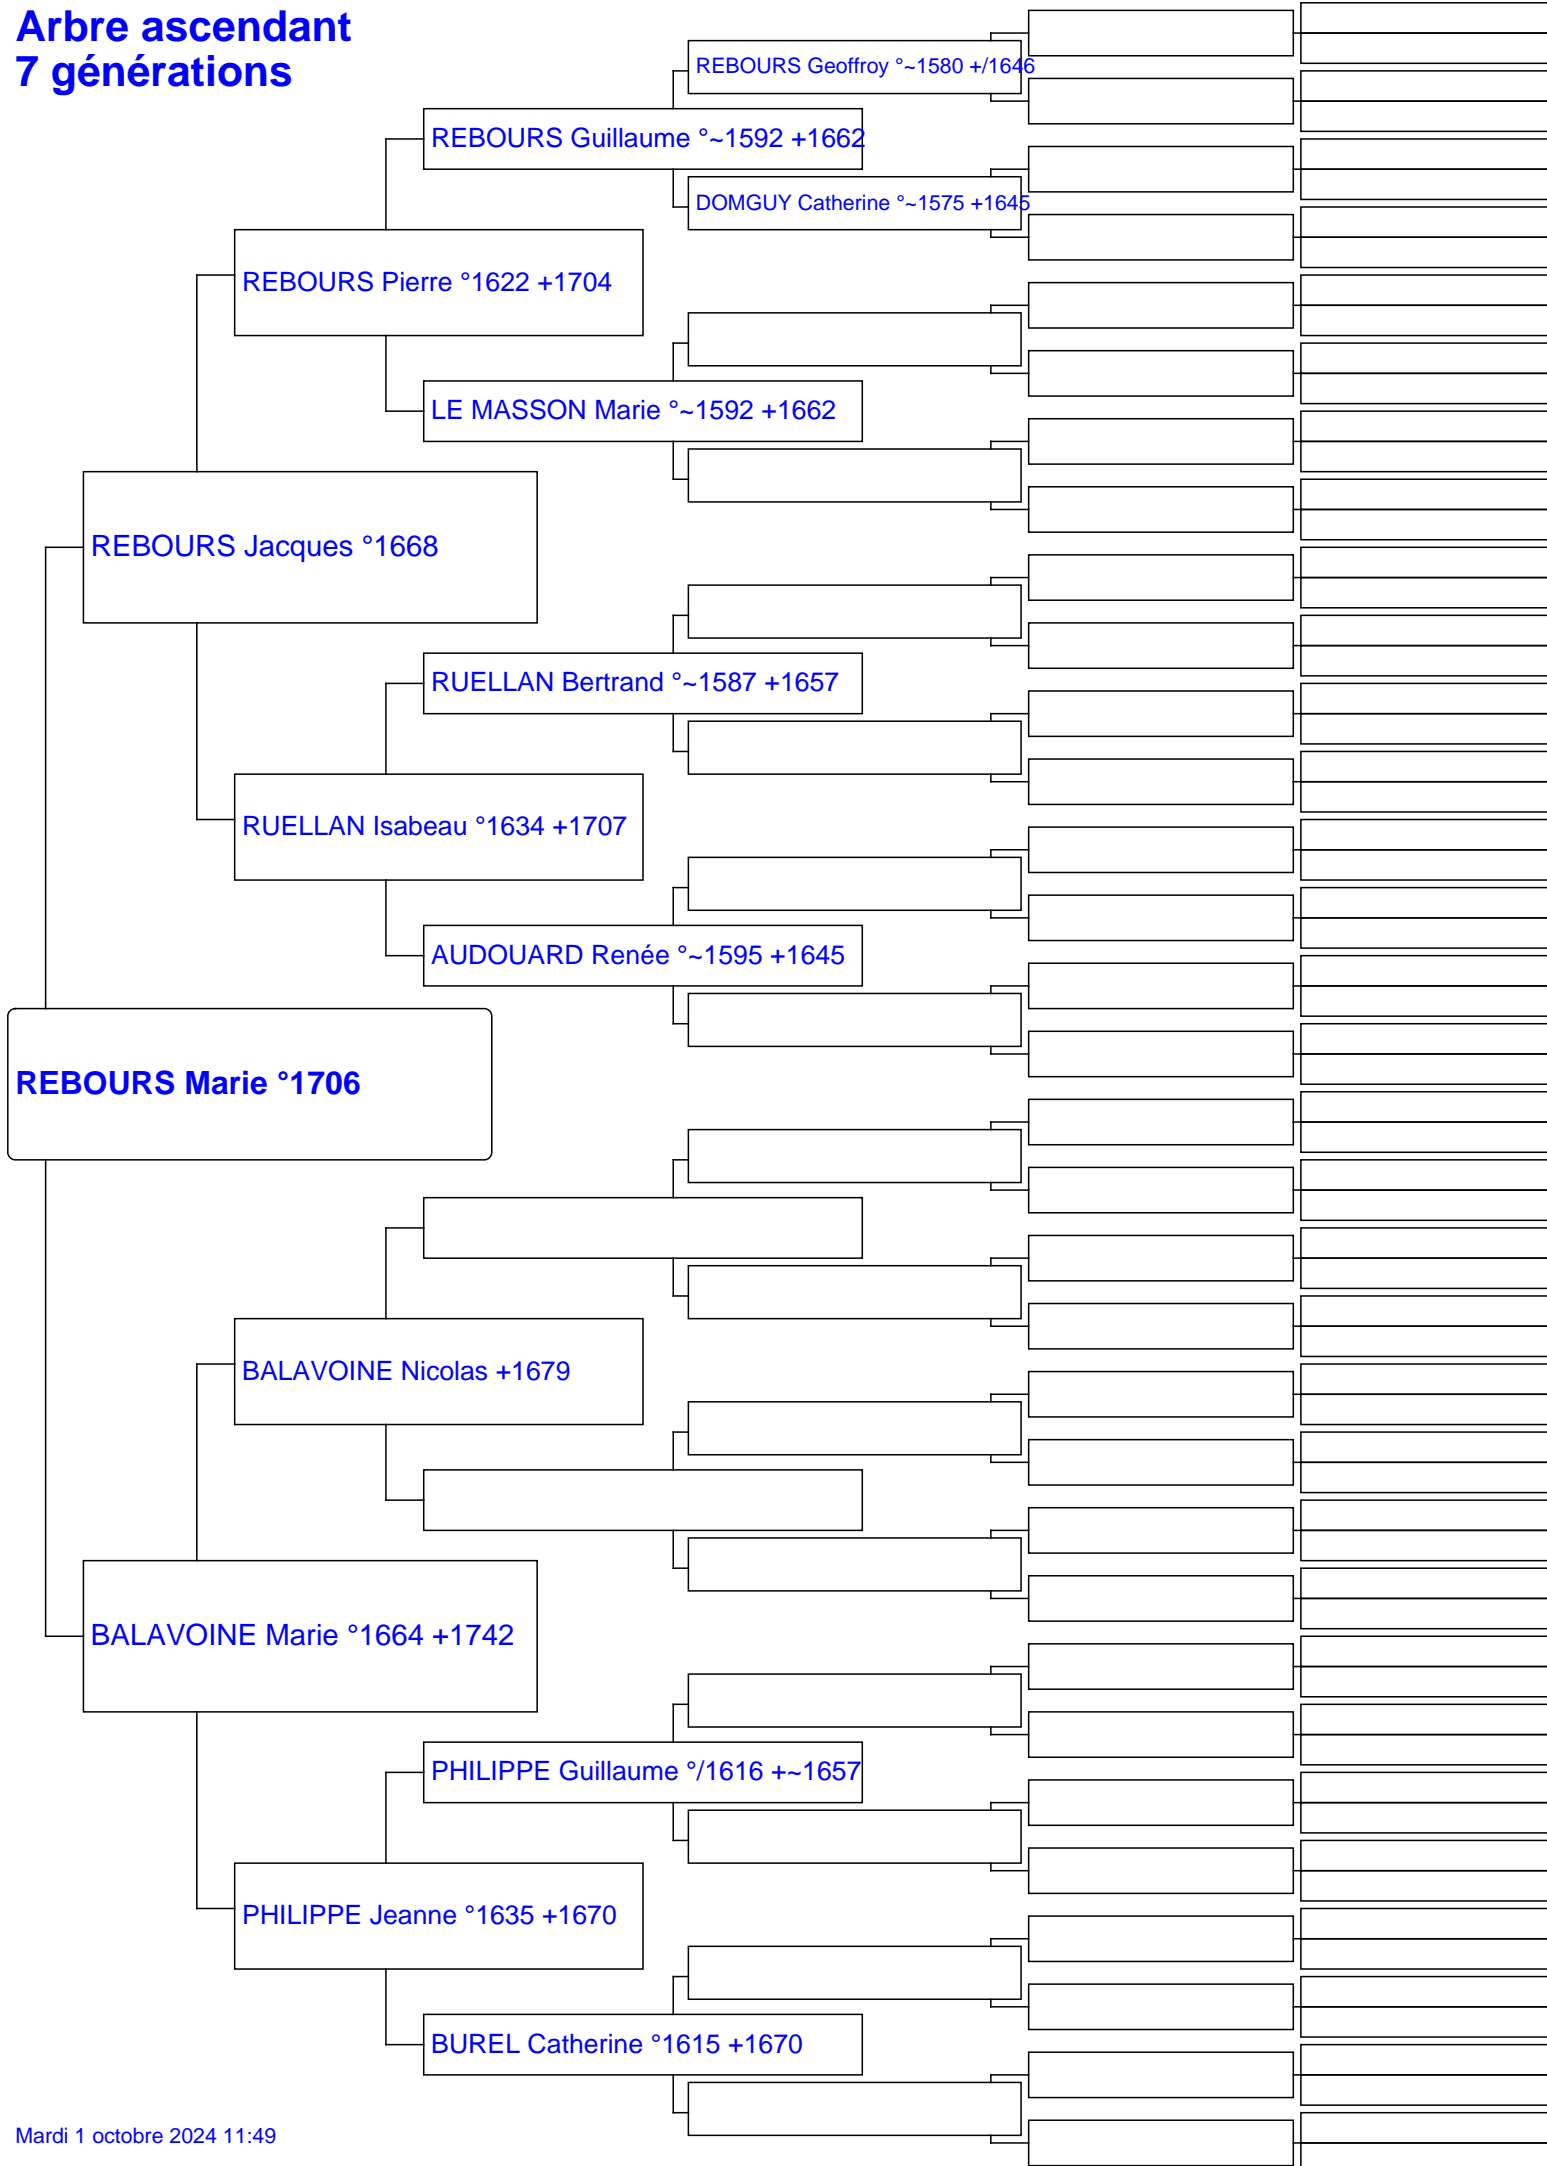 Arbre ascendant
7 générations
REBOURS Geoffroy °~1580 +/1646
REBOURS Guillaume °~1592 +1662
DOMGUY Catherine °~1575 +1645
REBOURS Pierre °1622 +1704
LE MASSON Marie °~1592 +1662
REBOURS Jacques °1668
RUELLAN Bertrand °~1587 +1657
RUELLAN Isabeau °1634 +1707
AUDOUARD Renée °~1595 +1645
REBOURS Marie °1706
BALAVOINE Nicolas +1679
BALAVOINE Marie °1664 +1742
PHILIPPE Guillaume °/1616 +~1657
PHILIPPE Jeanne °1635 +1670
BUREL Catherine °1615 +1670
Mardi 1 octobre 2024 11:49